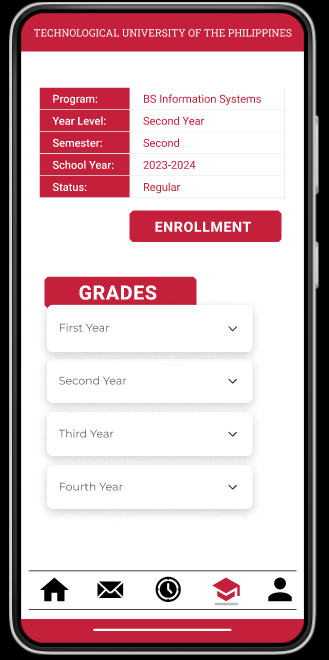 TECHNOLOGICAL UNIVERSITY OF THE PHILIPPINES
Program: BS Information Systems
Year Level: Second Year
Semester: Second
School Year: 2023-2024
Status: Regular
ENROLLMENT
GRADES
First Year
Second Year
Third Year
Fourth Year